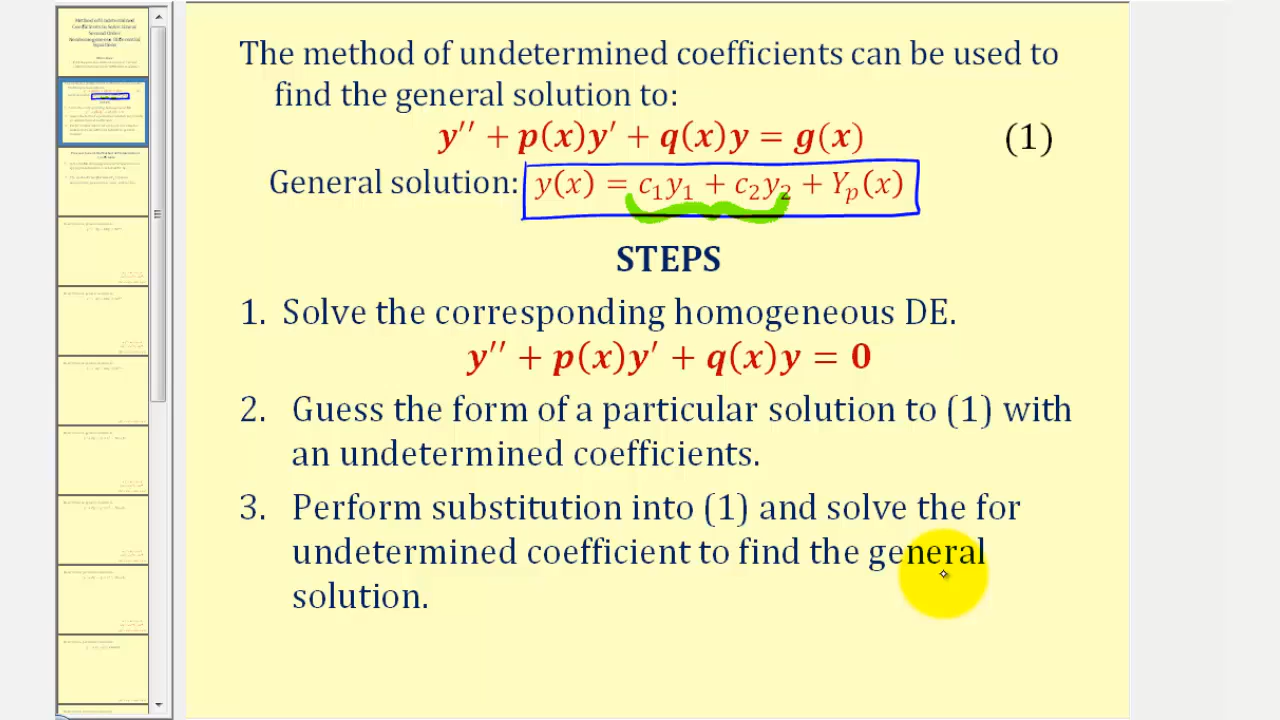 The method of undetermined coefficients can be used to
find the general solution to:
y′′ + p(x)y′ + q(x)y = g(x) (1)
General solution: y(x) = c₁y₁ + c₂y₂ + Yₚ(x)
STEPS
1. Solve the corresponding homogeneous DE.
y′′ + p(x)y′ + q(x)y = 0
2. Guess the form of a particular solution to (1) with
an undetermined coefficients.
3. Perform substitution into (1) and solve the for
undetermined coefficient to find the general
solution.